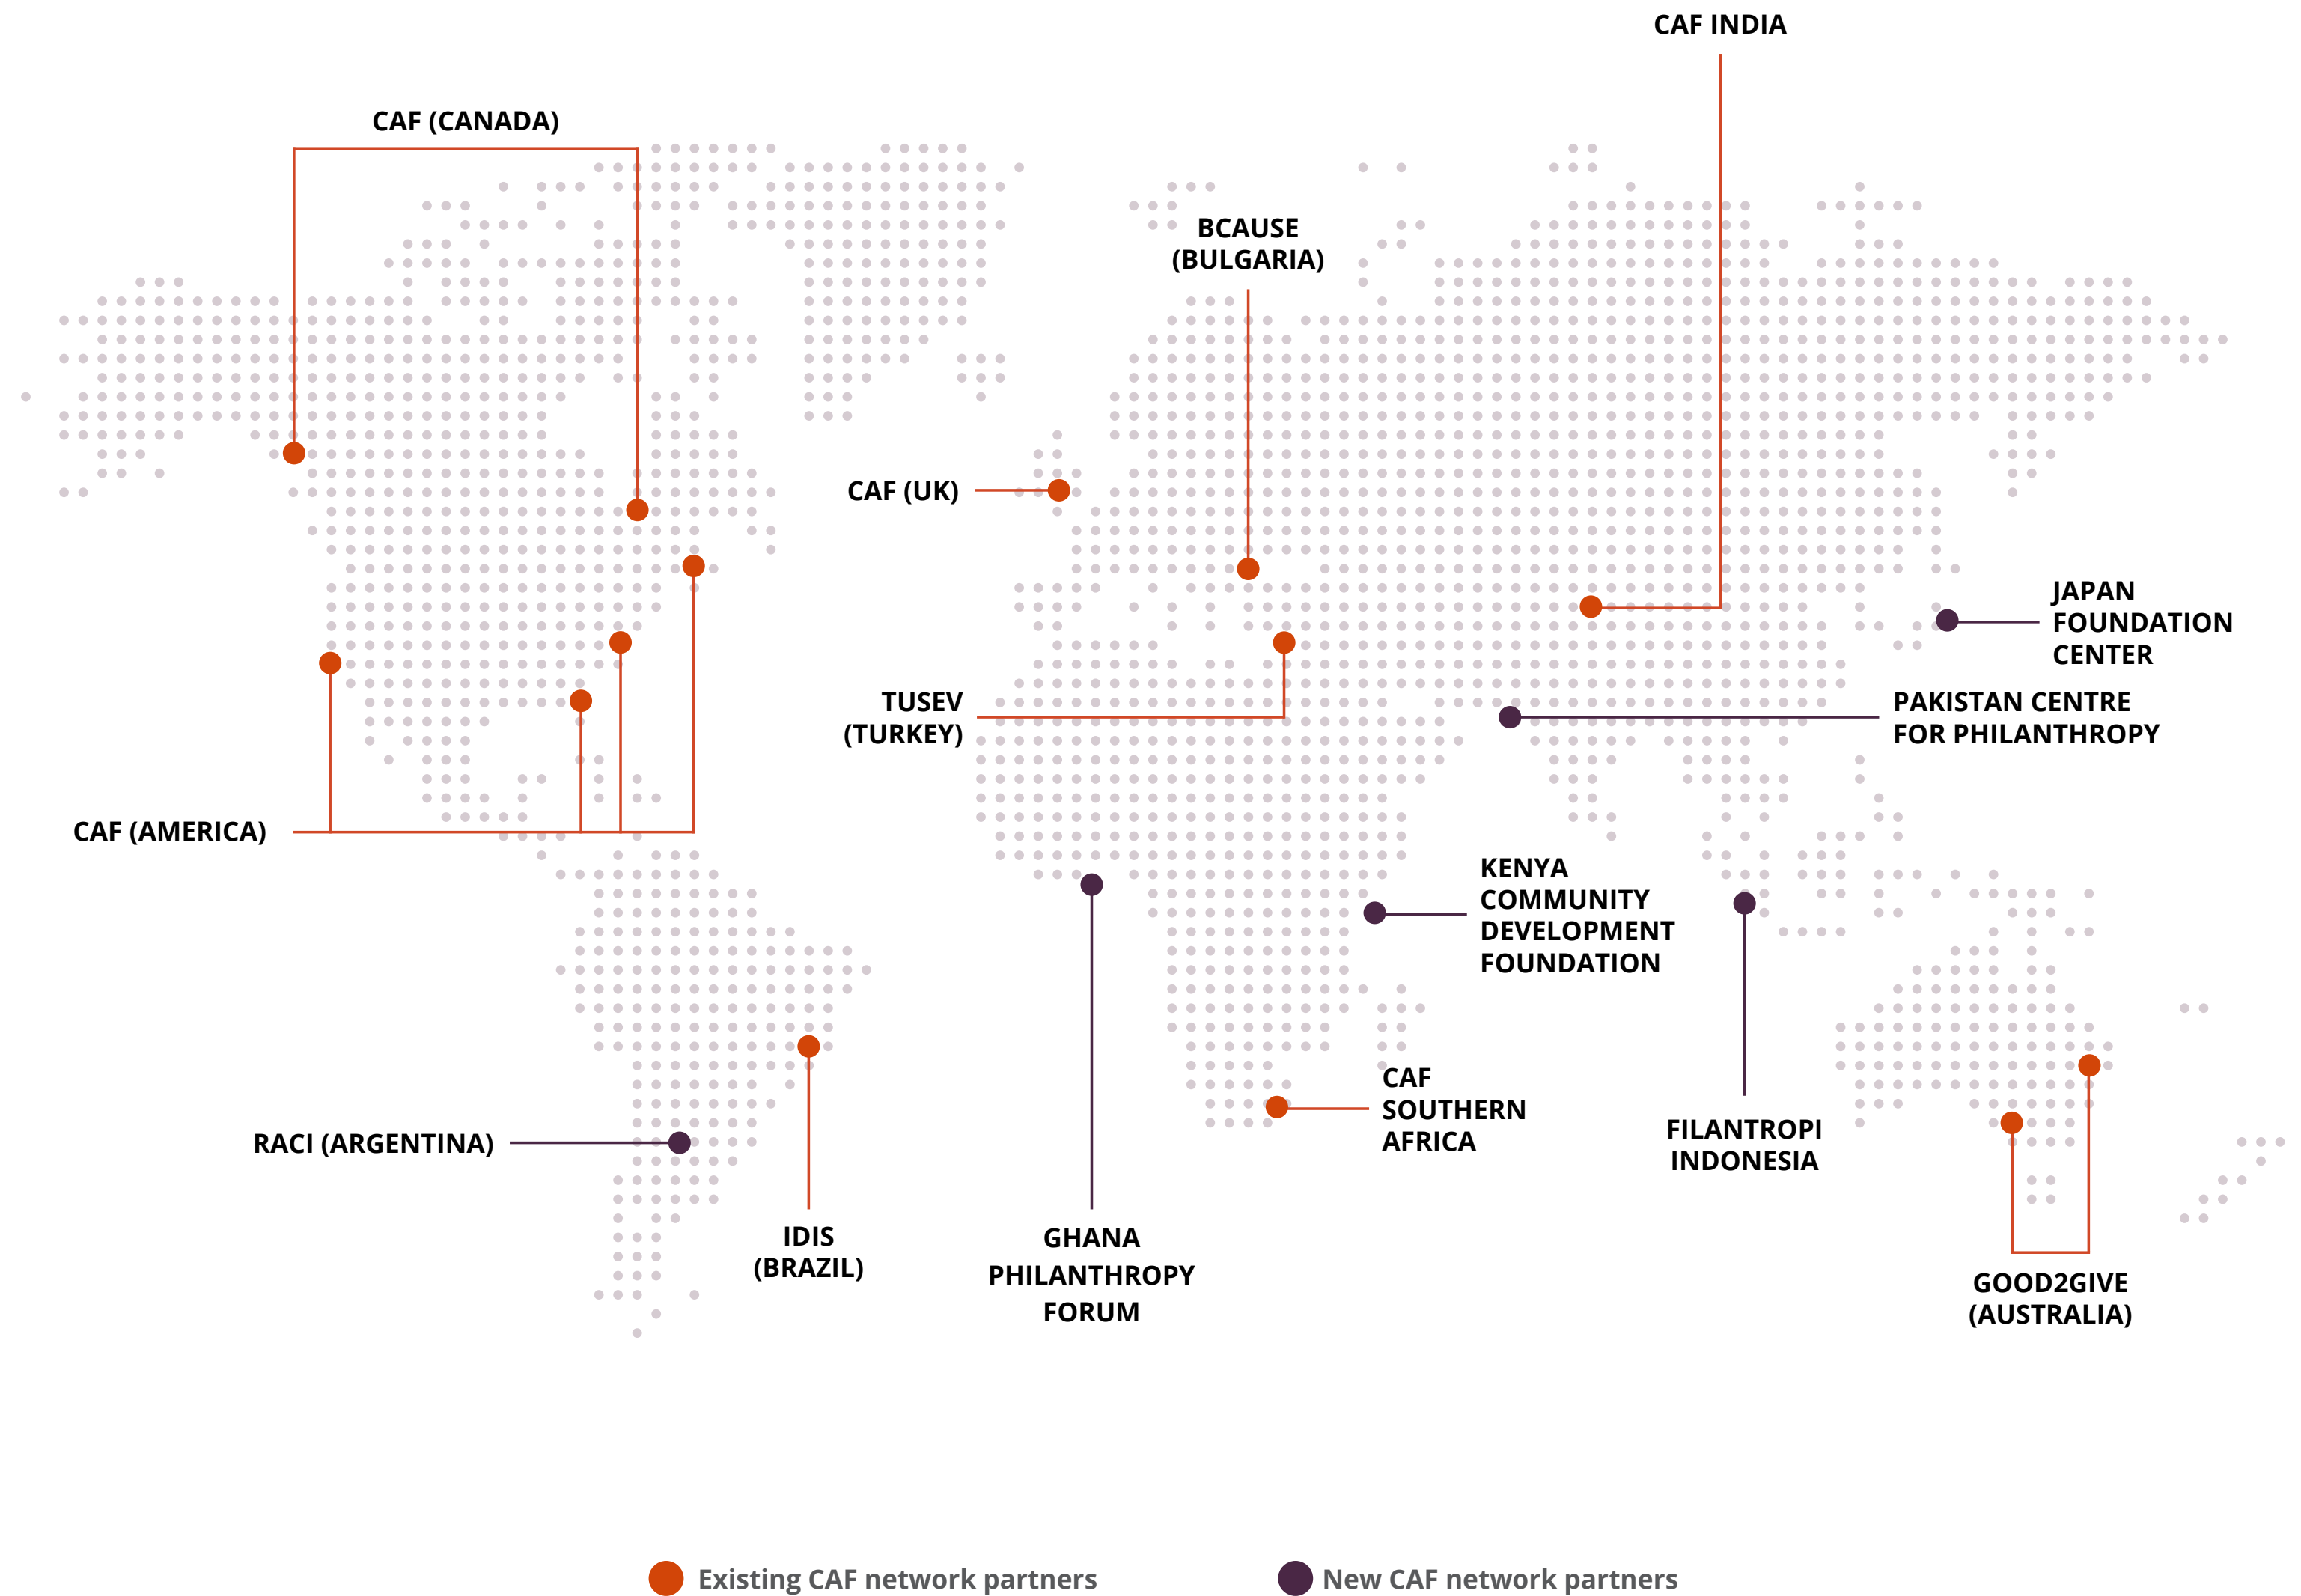 CAF INDIA
CAF (CANADA)
BCAUSE
(BULGARIA)
CAF (UK)
JAPAN
FOUNDATION
CENTER
TUSEV
(TURKEY)
PAKISTAN CENTRE
FOR PHILANTHROPY
CAF (AMERICA)
KENYA
COMMUNITY
DEVELOPMENT
FOUNDATION
CAF
SOUTHERN
AFRICA
FILANTROPI
INDONESIA
RACI (ARGENTINA)
IDIS
(BRAZIL)
GHANA
PHILANTHROPY
FORUM
GOOD2GIVE
(AUSTRALIA)
Existing CAF network partners
New CAF network partners